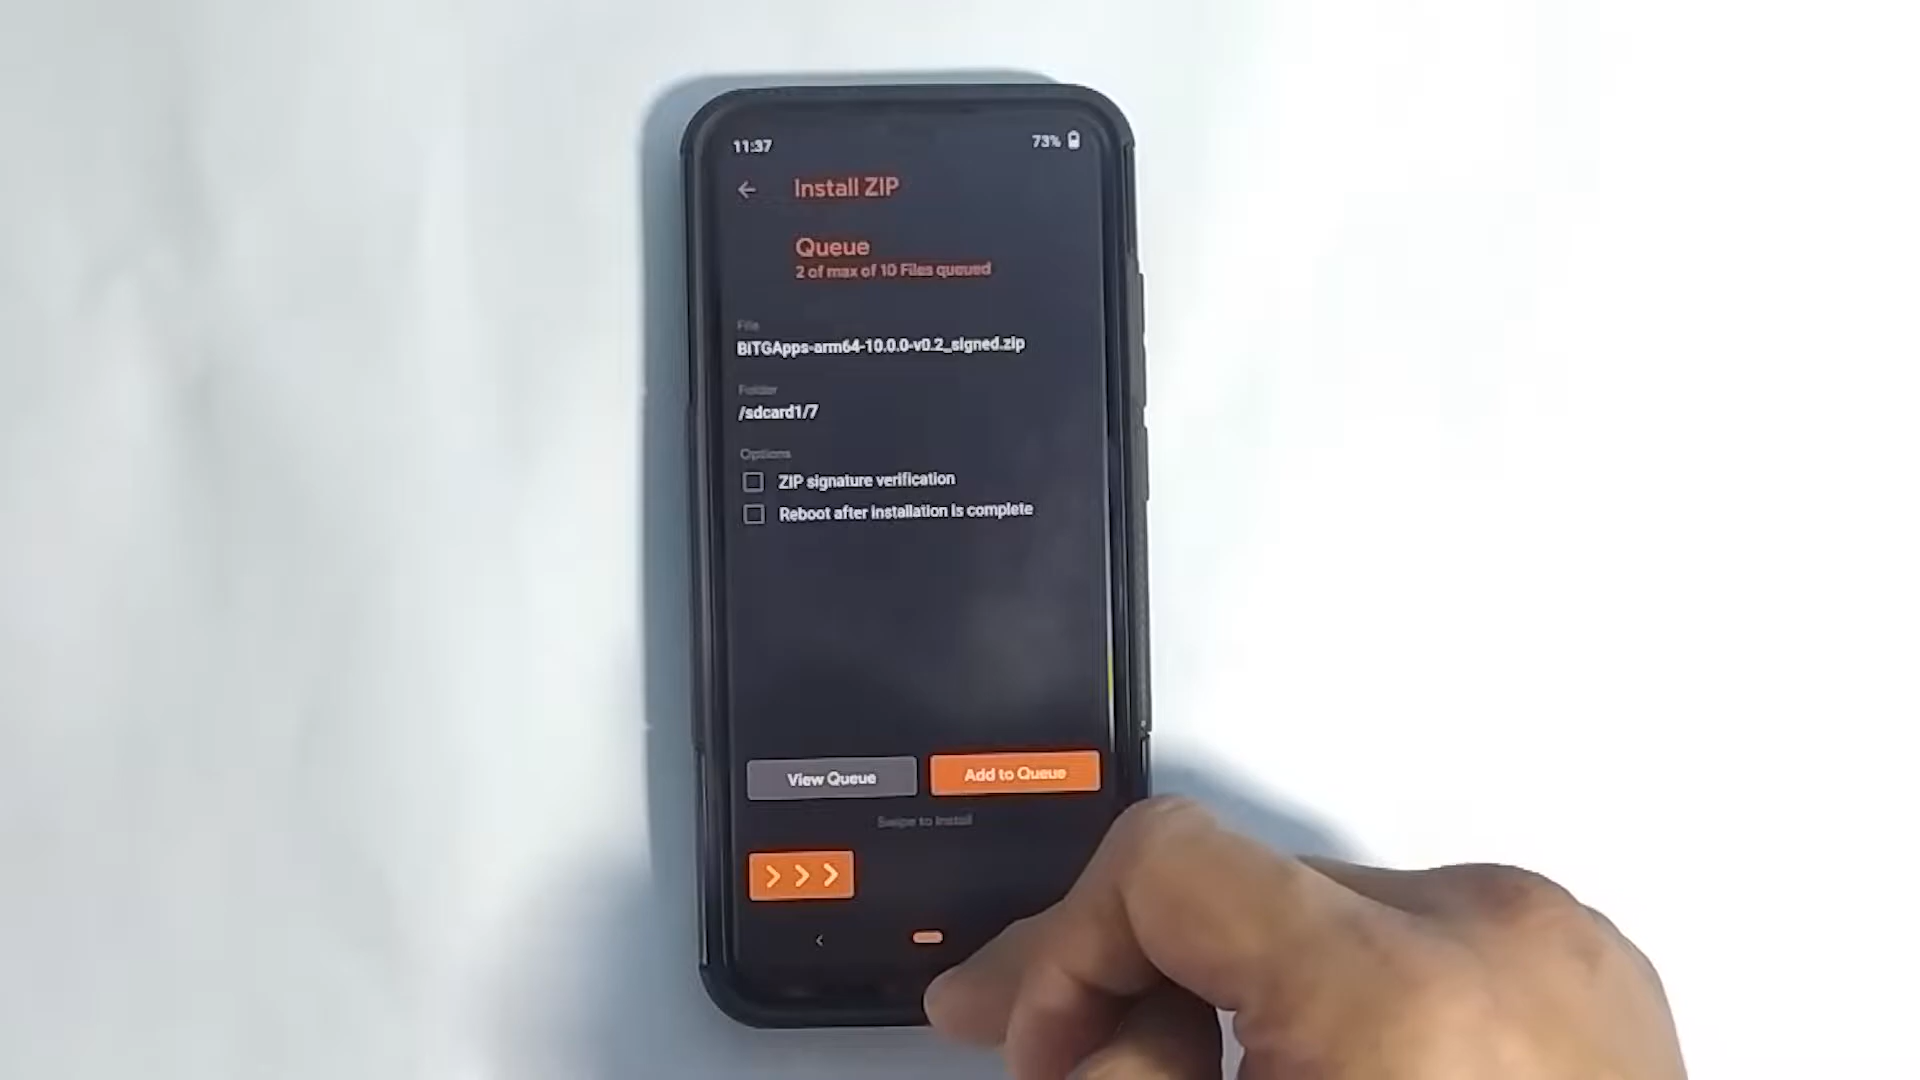 11:37
73%
Install ZIP
Queue
2 of max of 10 Files queued
File
BiTGApps-arm64-10.0.0-v0.2_signed.zip
Folder
/sdcard1/7
Options
ZIP signature verification
Reboot after installation is complete
View Queue
Add to Queue
Swipe to Install